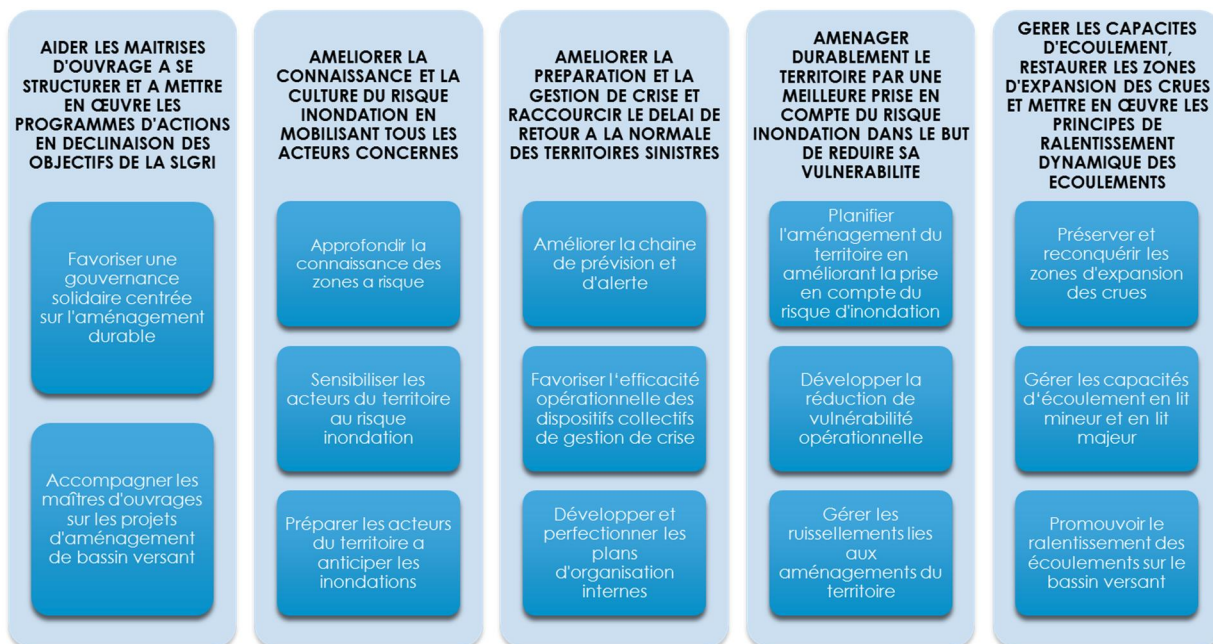 AIDER LES MAITRISES
D'OUVRAGE A SE
STRUCTURER ET A METTRE
EN ŒUVRE LES
PROGRAMMES D'ACTIONS
EN DECLINAISON DES
OBJECTIFS DE LA SLGRI
Favoriser une
gouvernance
solidaire centrée
sur l'aménagement
durable
Accompagner les
maîtres d'ouvrages
sur les projets
d'aménagement
de bassin versant
AMELIORER LA
CONNAISSANCE ET LA
CULTURE DU RISQUE
INONDATION EN
MOBILISANT TOUS LES
ACTEURS CONCERNES
Approfondir la
connaissance des
zones a risque
Sensibiliser les
acteurs du territoire
au risque
inondation
Préparer les acteurs
du territoire a
anticiper les
inondations
AMELIORER LA
PREPARATION ET LA
GESTION DE CRISE ET
RACCOURCIR LE DELAI DE
RETOUR A LA NORMALE
DES TERRITOIRES SINISTRES
Améliorer la chaine
de prévision et
d'alerte
Favoriser l'efficacité
opérationnelle des
dispositifs collectifs
de gestion de crise
Développer et
perfectionner les
plans
d'organisation
internes
AMENAGER
DURABLEMENT LE
TERRITOIRE PAR UNE
MEILLEURE PRISE EN
COMPTE DU RISQUE
INONDATION DANS LE BUT
DE REDUIRE SA
VULNERABILITE
Planifier
l'aménagement du
territoire en
améliorant la prise
en compte du
risque d'inondation
Développer la
réduction de
vulnérabilité
opérationnelle
Gérer les
ruissellements lies
aux aménagements du
territoire
GERER LES CAPACITES
D'ECOULEMENT,
RESTAURER LES ZONES
D'EXPANSION DES CRUES
ET METTRE EN ŒUVRE LES
PRINCIPES DE
RALENTISSEMENT
DYNAMIQUE DES
ECOULEMENTS
Préserver et
reconquérir les
zones d'expansion
des crues
Gérer les capacités
d'écoulement en lit
mineur et en lit
majeur
Promouvoir le
ralentissement des
écoulements sur le
bassin versant